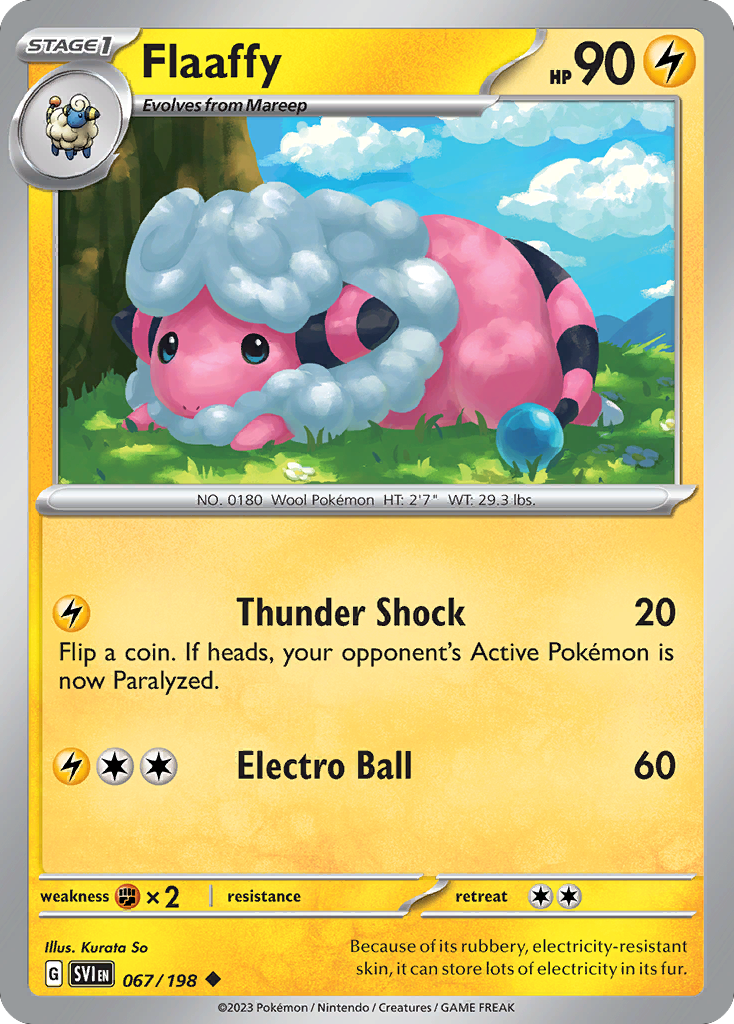 STAGE1
Flaaffy
HP 90
Evolves from Mareep
NO. 0180 Wool Pokémon HT: 2'7" WT: 29.3 lbs.
Thunder Shock 20
Flip a coin. If heads, your opponent's Active Pokémon is
now Paralyzed.
Electro Ball 60
weakness ×2 resistance retreat
Illus. Kurata So
Because of its rubbery, electricity-resistant
skin, it can store lots of electricity in its fur.
G SVI EN 067/198
©2023 Pokémon / Nintendo / Creatures / GAME FREAK